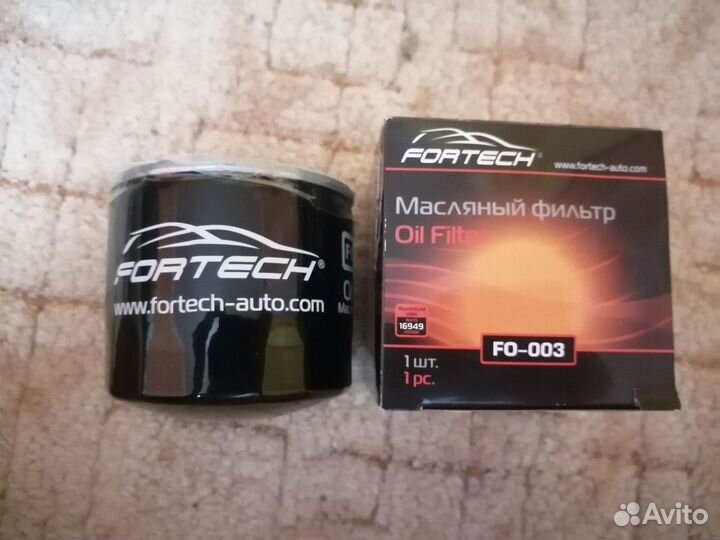 FORTECH®
www.fortech-auto.com
FORTECH®
www.fortech-auto.com
Масляный фильтр
Oil Filter
16949
FO-003
1 шт.
1 pc.
Avito